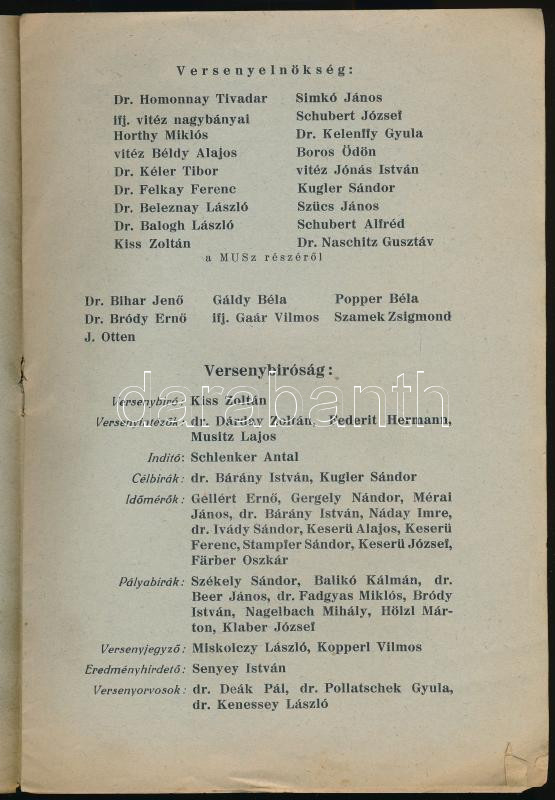 Versenyelnökség:
Dr. Homonnay Tivadar
ifj. vitéz nagybányai
Horthy Miklós
vitéz Béldy Alajos
Dr. Kéler Tibor
Dr. Felkay Ferenc
Dr. Beleznay László
Dr. Balogh László
Kiss Zoltán
Simkó János
Schubert József
Dr. Kelenffy Gyula
Boros Ödön
vitéz Jónás István
Kugler Sándor
Szücs János
Schubert Alfréd
Dr. Naschitz Gusztáv
a MUSz részéről
Dr. Bihar Jenő Gáldy Béla Popper Béla
Dr. Bródy Ernő ifj. Gaár Vilmos Szamek Zsigmond
J. Otten
Versenybiróság:
darabanth
Versenybiró: Kiss Zoltán
Versenyintézők: dr. Dárday Zoltán, Federit Hermann,
Musitz Lajos
Inditó: Schlenker Antal
Célbirák: dr. Bárány István, Kugler Sándor
Időmérők: Gellért Ernő, Gergely Nándor, Mérai
János, dr. Bárány István, Náday Imre,
dr. Ivády Sándor, Keserü Alajos, Keserü
Ferenc, Stampfer Sándor, Keserü József,
Färber Oszkár
Pályabirák: Székely Sándor, Balikó Kálmán, dr.
Beer János, dr. Fadgyas Miklós, Bródy
István, Nagelbach Mihály, Hölzl Már-
ton, Klaber József
Versenyjegyző: Miskolczy László, Kopperl Vilmos
Eredményhirdető: Senyey István
Versenyorvosok: dr. Deák Pál, dr. Pollatschek Gyula,
dr. Kenessey László